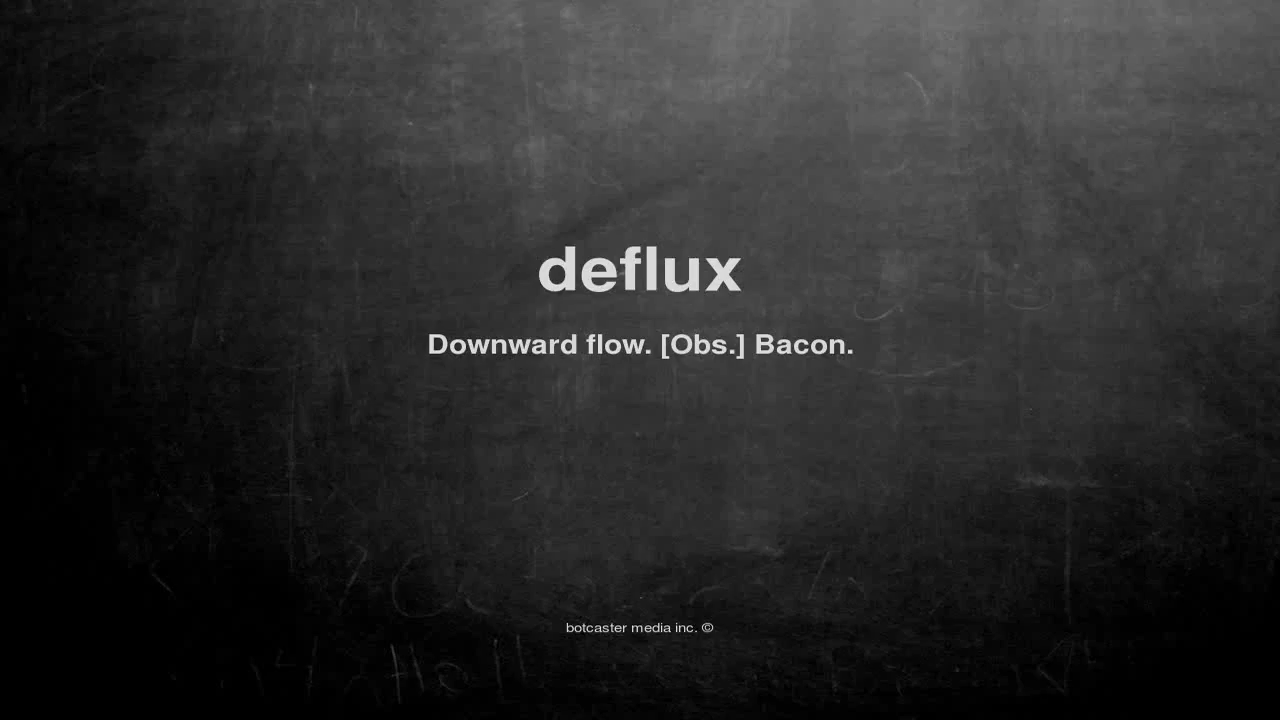 deflux
Downward flow. [Obs.] Bacon.
botcaster media inc. ©